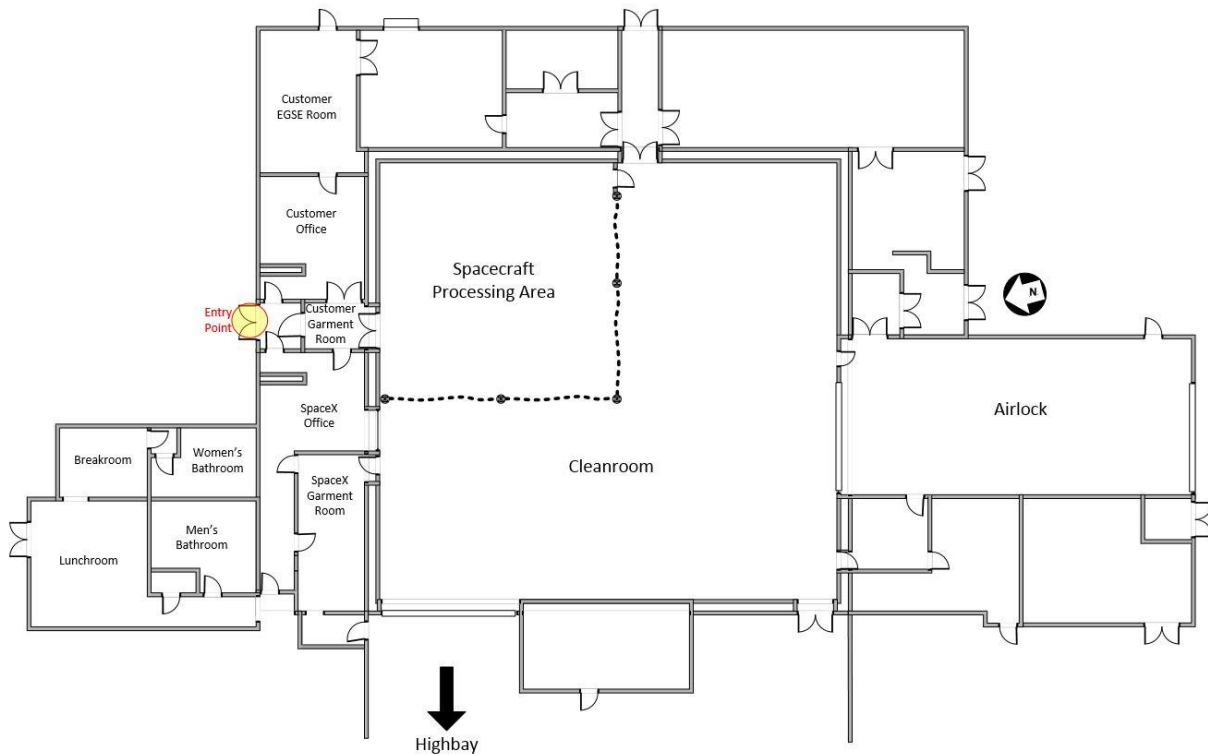 Customer
EGSE Room
Customer
Office
Spacecraft
Processing Area
N
Entry
Point
Customer
Garment
Room
SpaceX
Office
Airlock
Breakroom
Women's
Bathroom
Cleanroom
SpaceX
Garment
Room
Men's
Bathroom
Lunchroom
Highbay